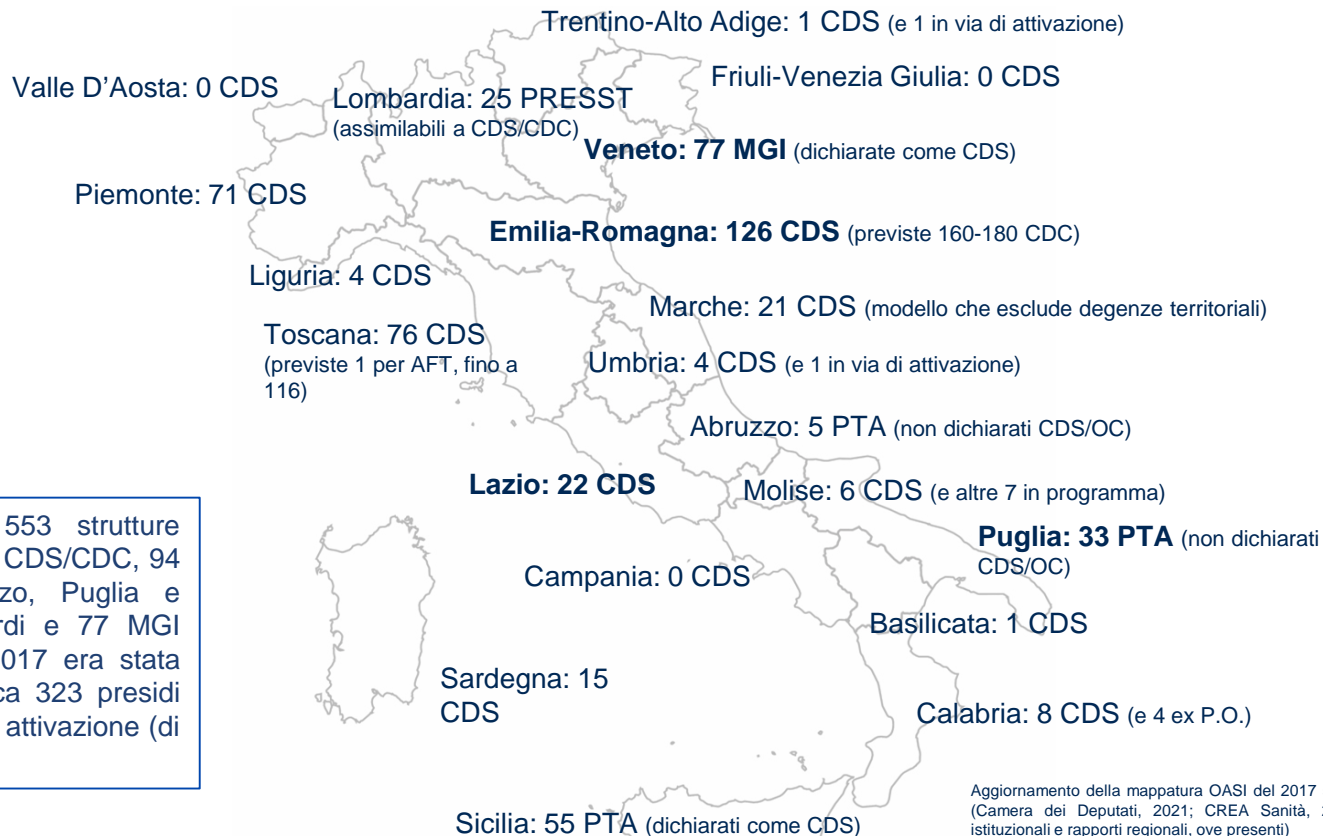 Trentino-Alto Adige: 1 CDS (e 1 in via di attivazione)
Valle D'Aosta: 0 CDS
Friuli-Venezia Giulia: 0 CDS
Lombardia: 25 PRESST
(assimilabili a CDS/CDC)
Veneto: 77 MGI (dichiarate come CDS)
Piemonte: 71 CDS
Emilia-Romagna: 126 CDS (previste 160-180 CDC)
Liguria: 4 CDS
Marche: 21 CDS (modello che esclude degenze territoriali)
Toscana: 76 CDS
(previste 1 per AFT, fino a
116)
Umbria: 4 CDS (e 1 in via di attivazione)
Abruzzo: 5 PTA (non dichiarati CDS/OC)
Lazio: 22 CDS
Molise: 6 CDS (e altre 7 in programma)
Puglia: 33 PTA (non dichiarati
CDS/OC)
553 strutture
CDS/CDC, 94
zo, Puglia e
rdi e 77 MGI
017 era stata
ca 323 presidi
attivazione (di
Campania: 0 CDS
Basilicata: 1 CDS
Sardegna: 15
CDS
Calabria: 8 CDS (e 4 ex P.O.)
Sicilia: 55 PTA (dichiarati come CDS)
Aggiornamento della mappatura OASI del 2017
(Camera dei Deputati, 2021; CREA Sanità,
istituzionali e rapporti regionali, ove presenti)